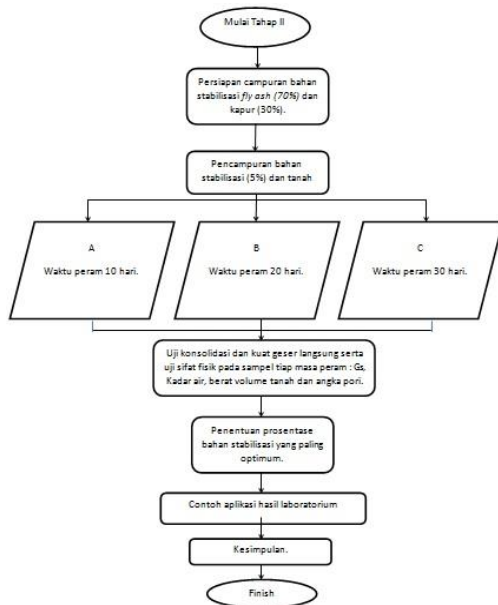 Mulai Tahap II
Persiapan campuran bahan
stabilisasi fly ash (70%) dan
kapur (30%).
Pencampuran bahan
stabilisasi (5%) dan tanah
A
Waktu peram 10 hari.
B
Waktu peram 20 hari.
C
Waktu peram 30 hari.
Uji konsolidasi dan kuat geser langsung serta
uji sifat fisik pada sampel tiap masa peram : Gs,
Kadar air, berat volume tanah dan angka pori.
Penentuan prosentase
bahan stabilisasi yang paling
optimum.
Contoh aplikasi hasil laboratorium
Kesimpulan.
Finish